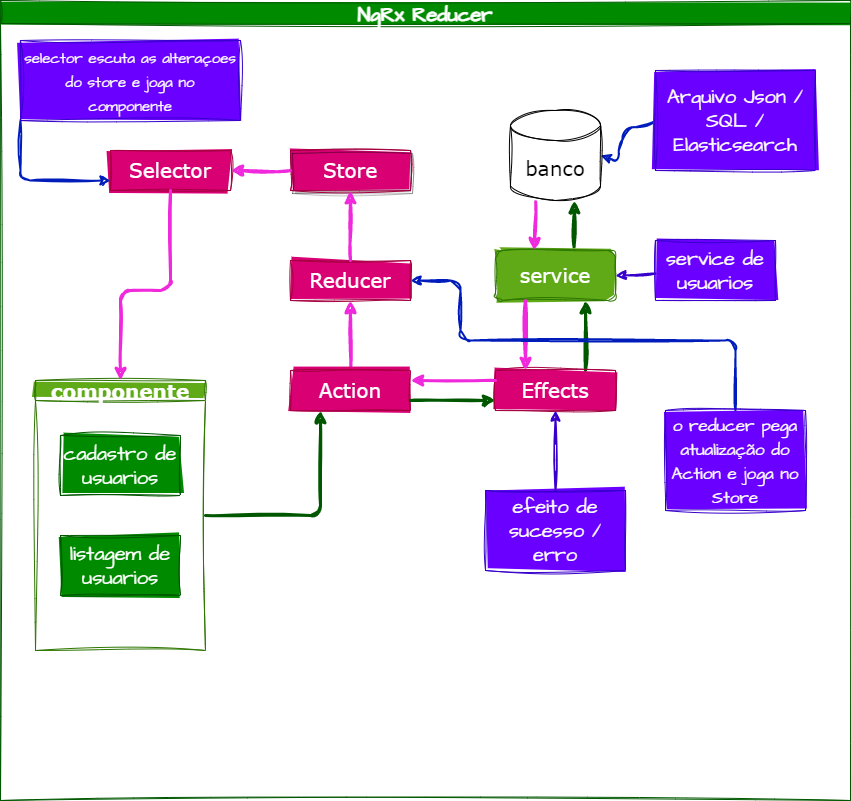 NgRx Reducer
selector escuta as alteraçoes
do store e joga no
componente
Arquivo Json /
SQL /
Elasticsearch
banco
Selector
Store
Reducer
service
service de
usuarios
Action
Effects
componente
cadastro de
usuarios
listagem de
usuarios
o reducer pega
atualização do
Action e joga no
Store
efeito de
sucesso /
erro